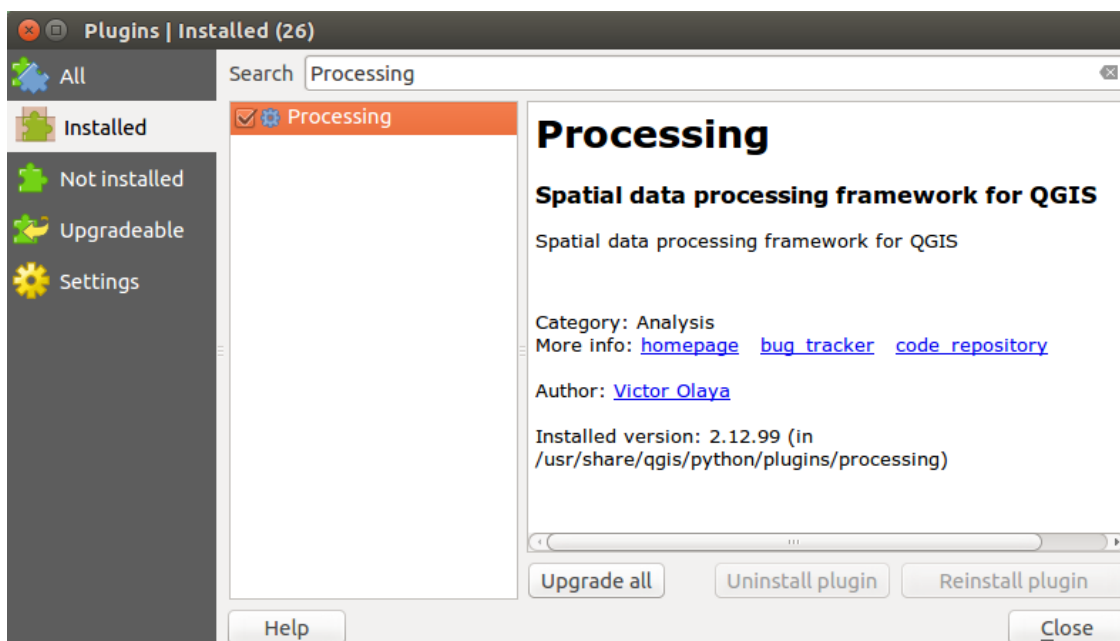 Plugins | Installed (26)
All
Installed
Not installed
Upgradeable
Settings
Search Processing
Processing
Processing
Spatial data processing framework for QGIS
Spatial data processing framework for QGIS
Category: Analysis
More info: homepage bug tracker code repository
Author: Victor Olaya
Installed version: 2.12.99 (in
/usr/share/qgis/python/plugins/processing)
Upgrade all Uninstall plugin Reinstall plugin
Help Close